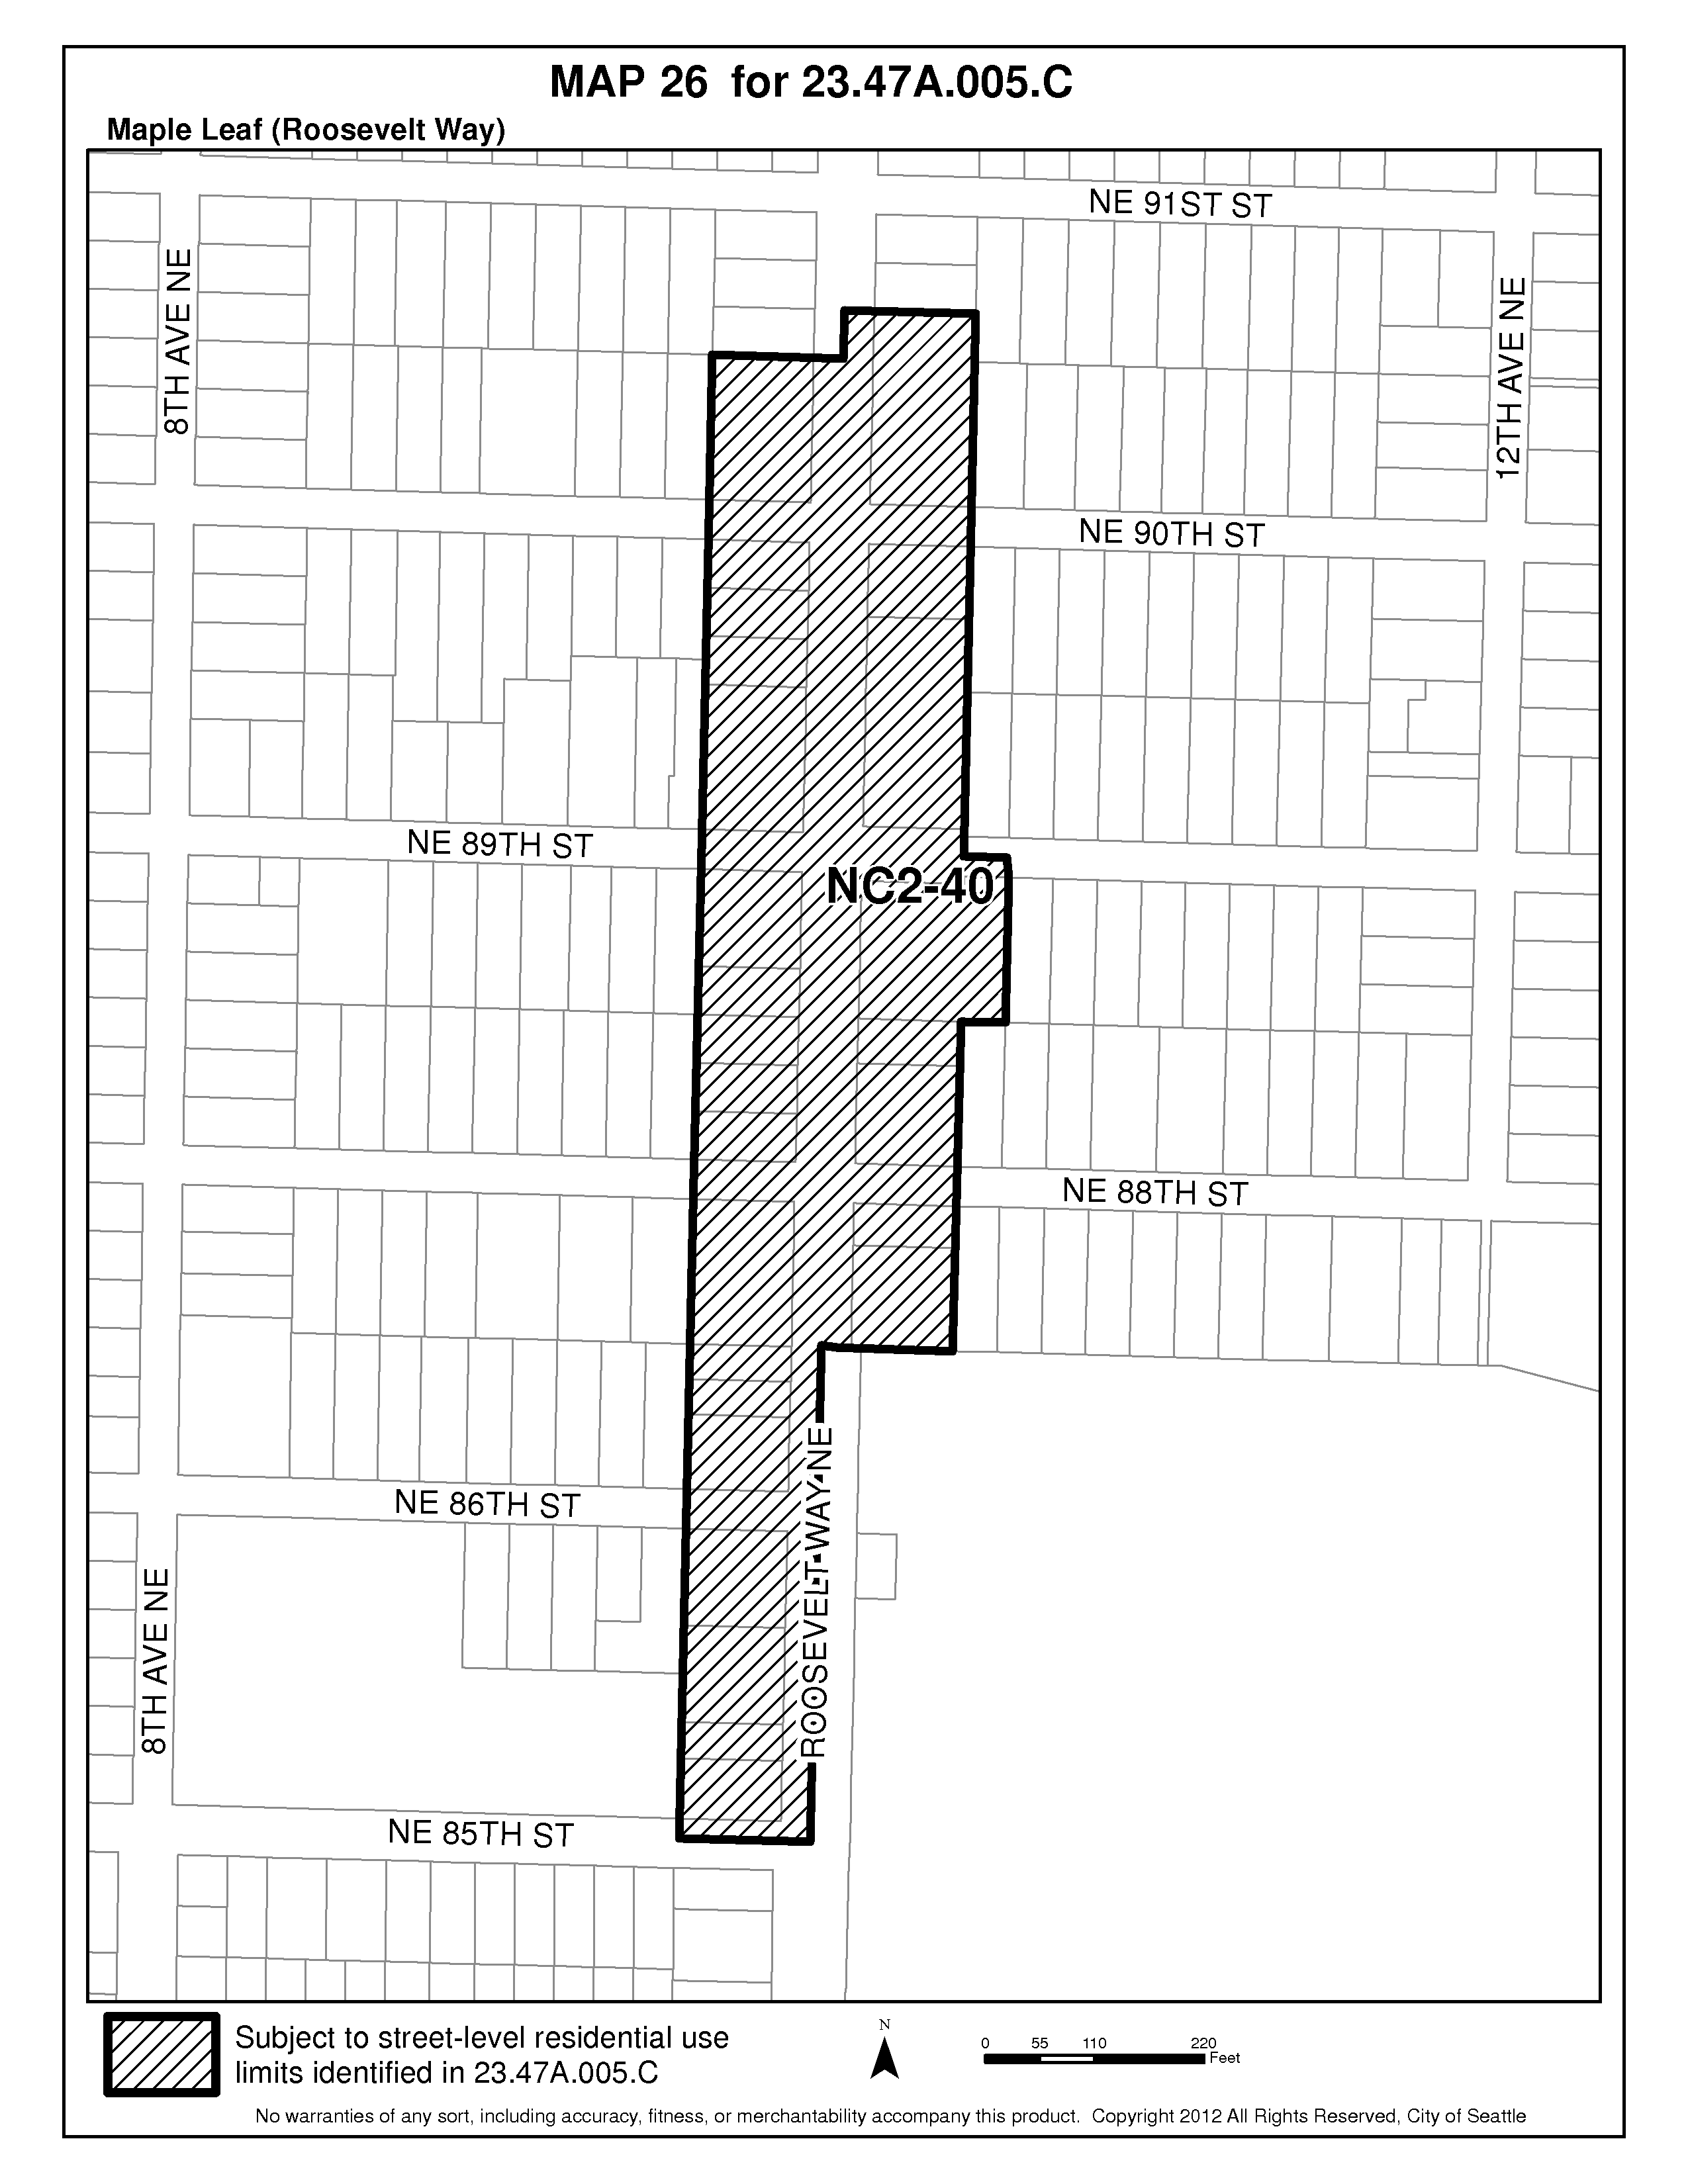 MAP 26 for 23.47A.005.C
Maple Leaf (Roosevelt Way)
NE 91ST ST
8TH AVE NE
12TH AVE NE
NE 90TH ST
NE 89TH ST
NC2-40
NE 88TH ST
ROOSEVELT WAY NE
NE 86TH ST
8TH AVE NE
NE 85TH ST
Subject to street-level residential use
limits identified in 23.47A.005.C
N
0 55 110 220
Feet
No warranties of any sort, including accuracy, fitness, or merchantability accompany this product. Copyright 2012 All Rights Reserved, City of Seattle